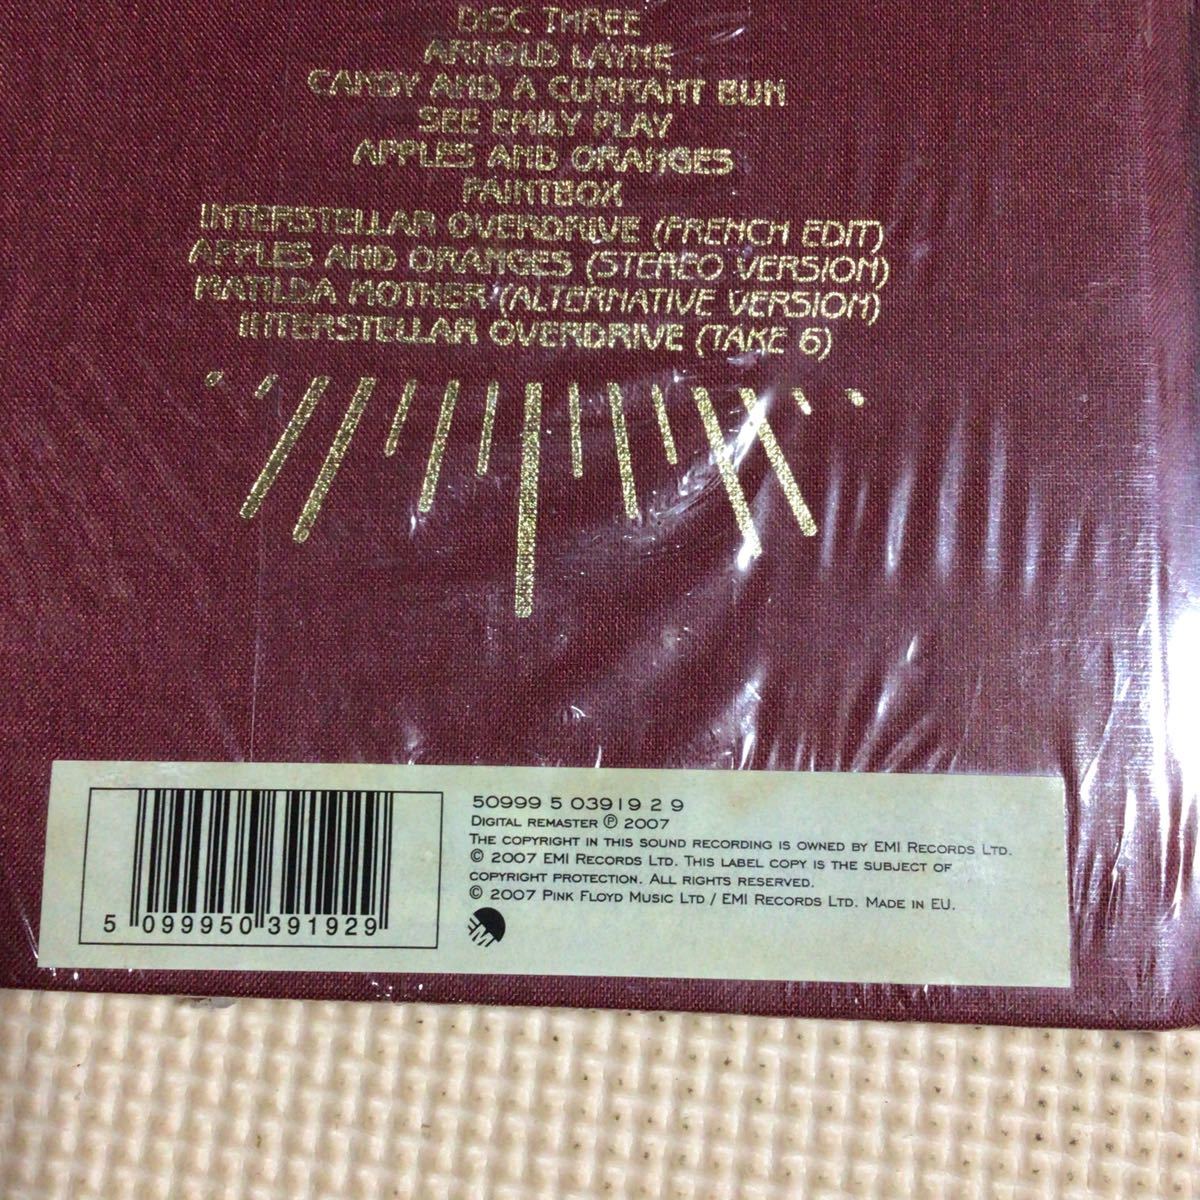 DISC THREE
ARNOLD LAYNE
CANDY AND A CURRANT BUN
SEE EMILY PLAY
APPLES AND ORANGES
PAINTBOX
INTERSTELLAR OVERDRIVE (FRENCH EDIT)
APPLES AND ORANGES (STEREO VERSION)
MATILDA MOTHER (ALTERNATIVE VERSION)
INTERSTELLAR OVERDRIVE (TAKE 6)
5 099950 391929
50999 5 03919 2 9
DIGITAL REMASTER ℗ 2007
THE COPYRIGHT IN THIS SOUND RECORDING IS OWNED BY EMI RECORDS LTD.
© 2007 EMI RECORDS LTD. THIS LABEL COPY IS THE SUBJECT OF
COPYRIGHT PROTECTION. ALL RIGHTS RESERVED.
© 2007 PINK FLOYD MUSIC LTD / EMI RECORDS LTD. MADE IN EU.
EMI